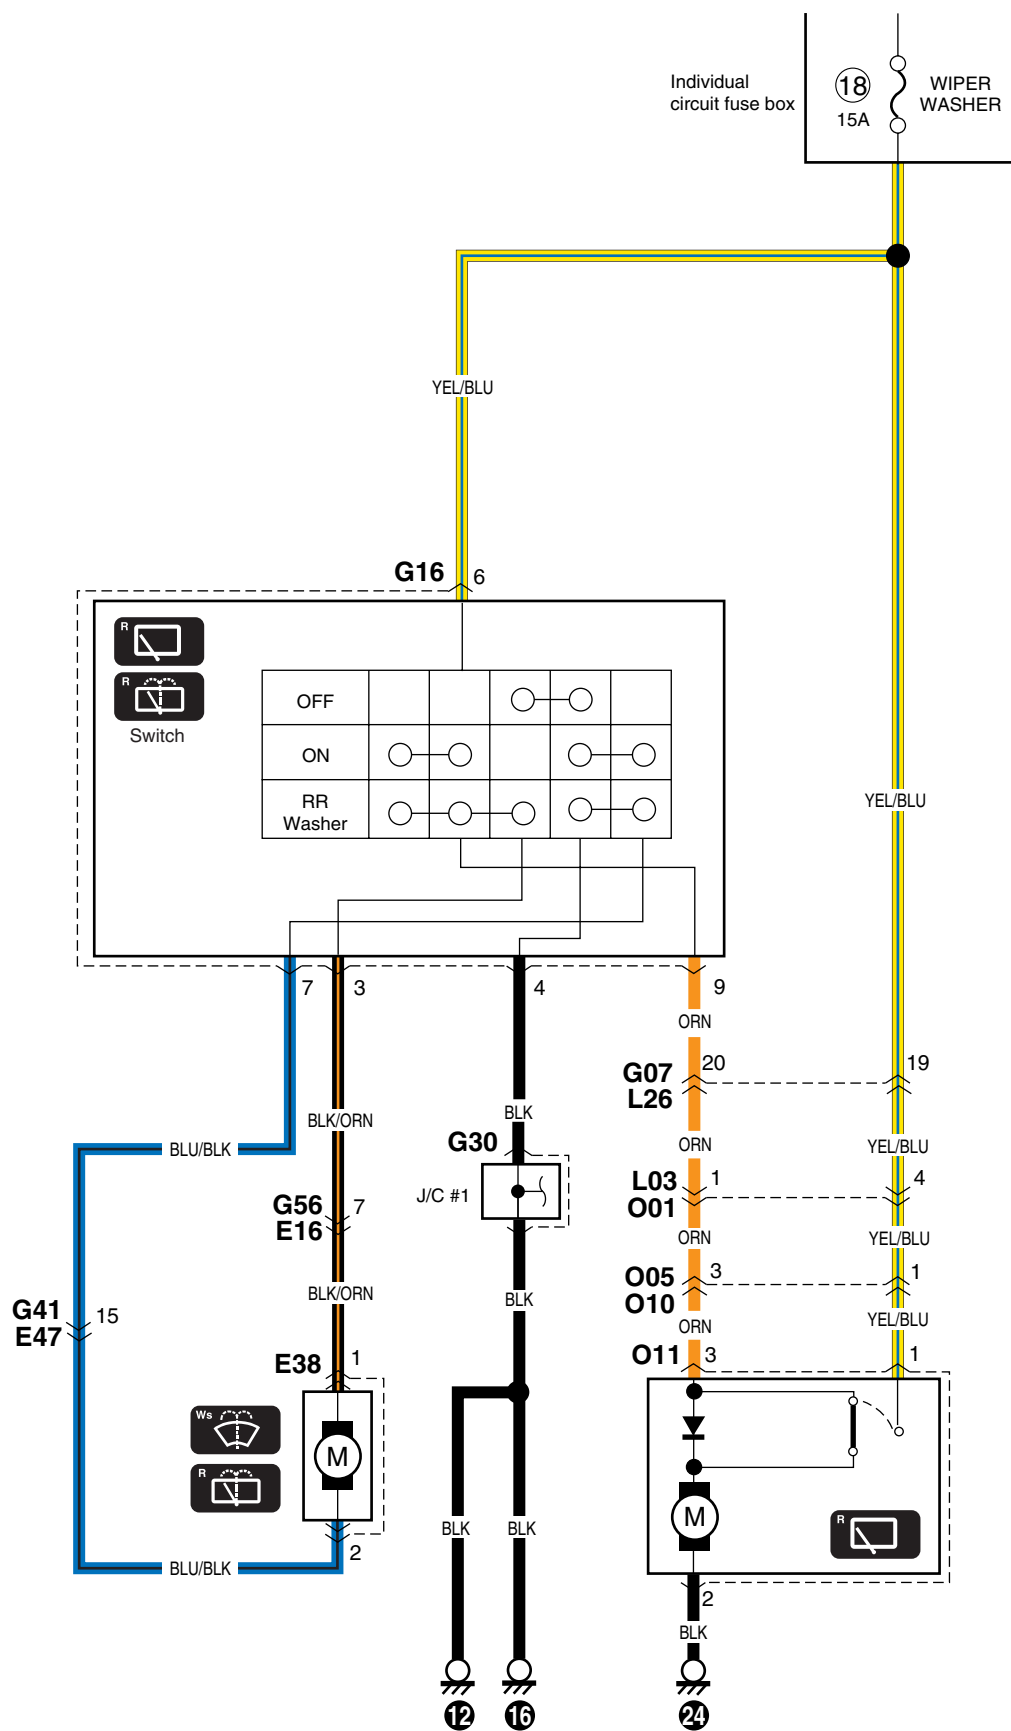 Individual
circuit fuse box
18
15A
WIPER
WASHER
YEL/BLU
G16
6
R
R
Switch
OFF
ON
RR
Washer
YEL/BLU
7
3
4
9
ORN
G07
L26
20
19
BLK/ORN
BLK
ORN
YEL/BLU
BLU/BLK
G30
J/C #1
L03
O01
1
4
G56
E16
7
ORN
YEL/BLU
O05
O10
3
1
BLK/ORN
BLK
G41
E47
15
ORN
YEL/BLU
E38
1
O11
3
1
Ws
R
M
M
R
BLK
BLK
2
BLU/BLK
2
BLK
12
16
24